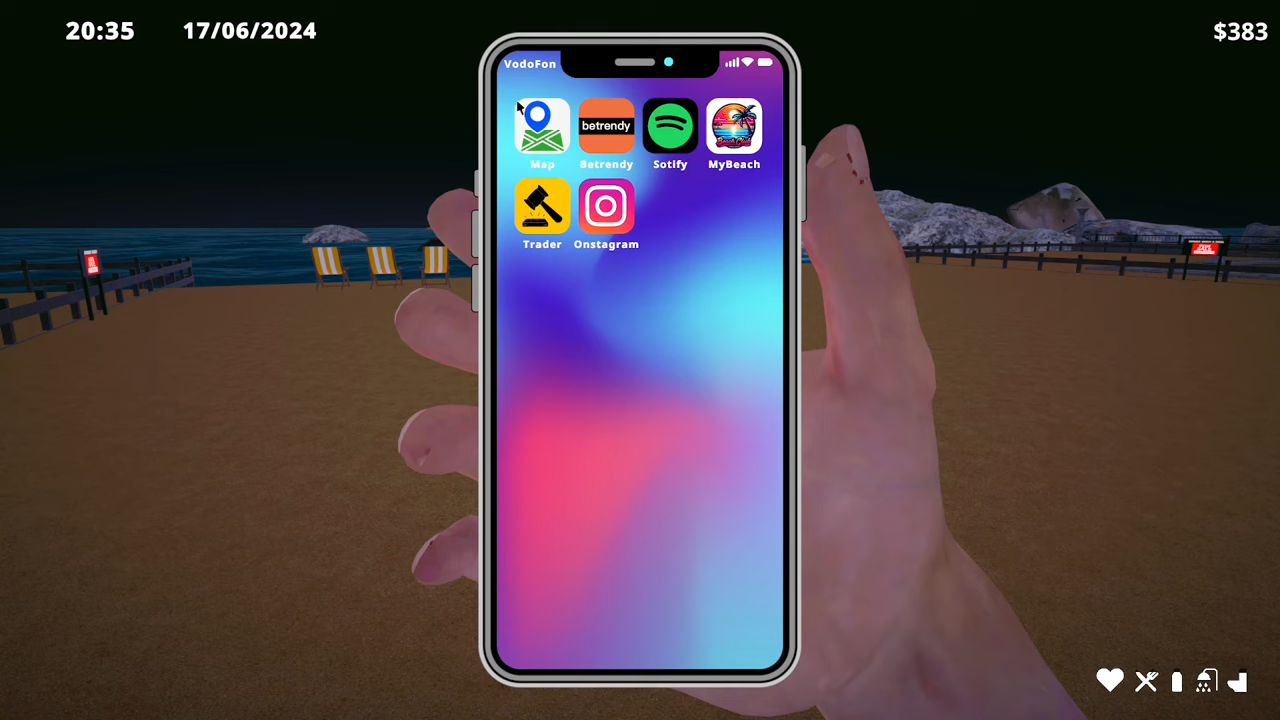 20:35 17/06/2024 $383
VodoFon
betrendy
Map Betrendy Sotify MyBeach
Trader Onstagram